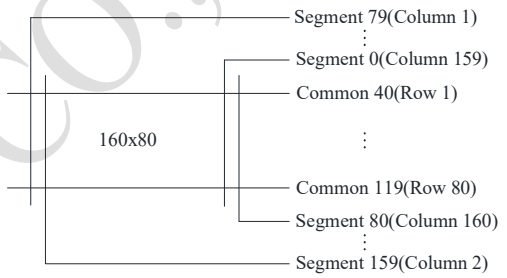 Segment 79(Column 1)
⋮
Segment 0(Column 159)
Common 40(Row 1)
160x80
⋮
Common 119(Row 80)
Segment 80(Column 160)
⋮
Segment 159(Column 2)